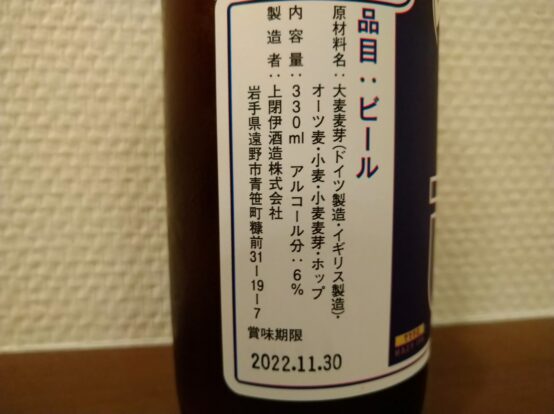 品目：ビール
原材料名：大麦麦芽(ドイツ製造・イギリス製造)・
オーツ麦・小麦・小麦麦芽・ホップ
内容量：330ml アルコール分：6%
製造者：上閉伊酒造株式会社
岩手県遠野市青笹町糠前31-19-7
賞味期限
2022.11.30